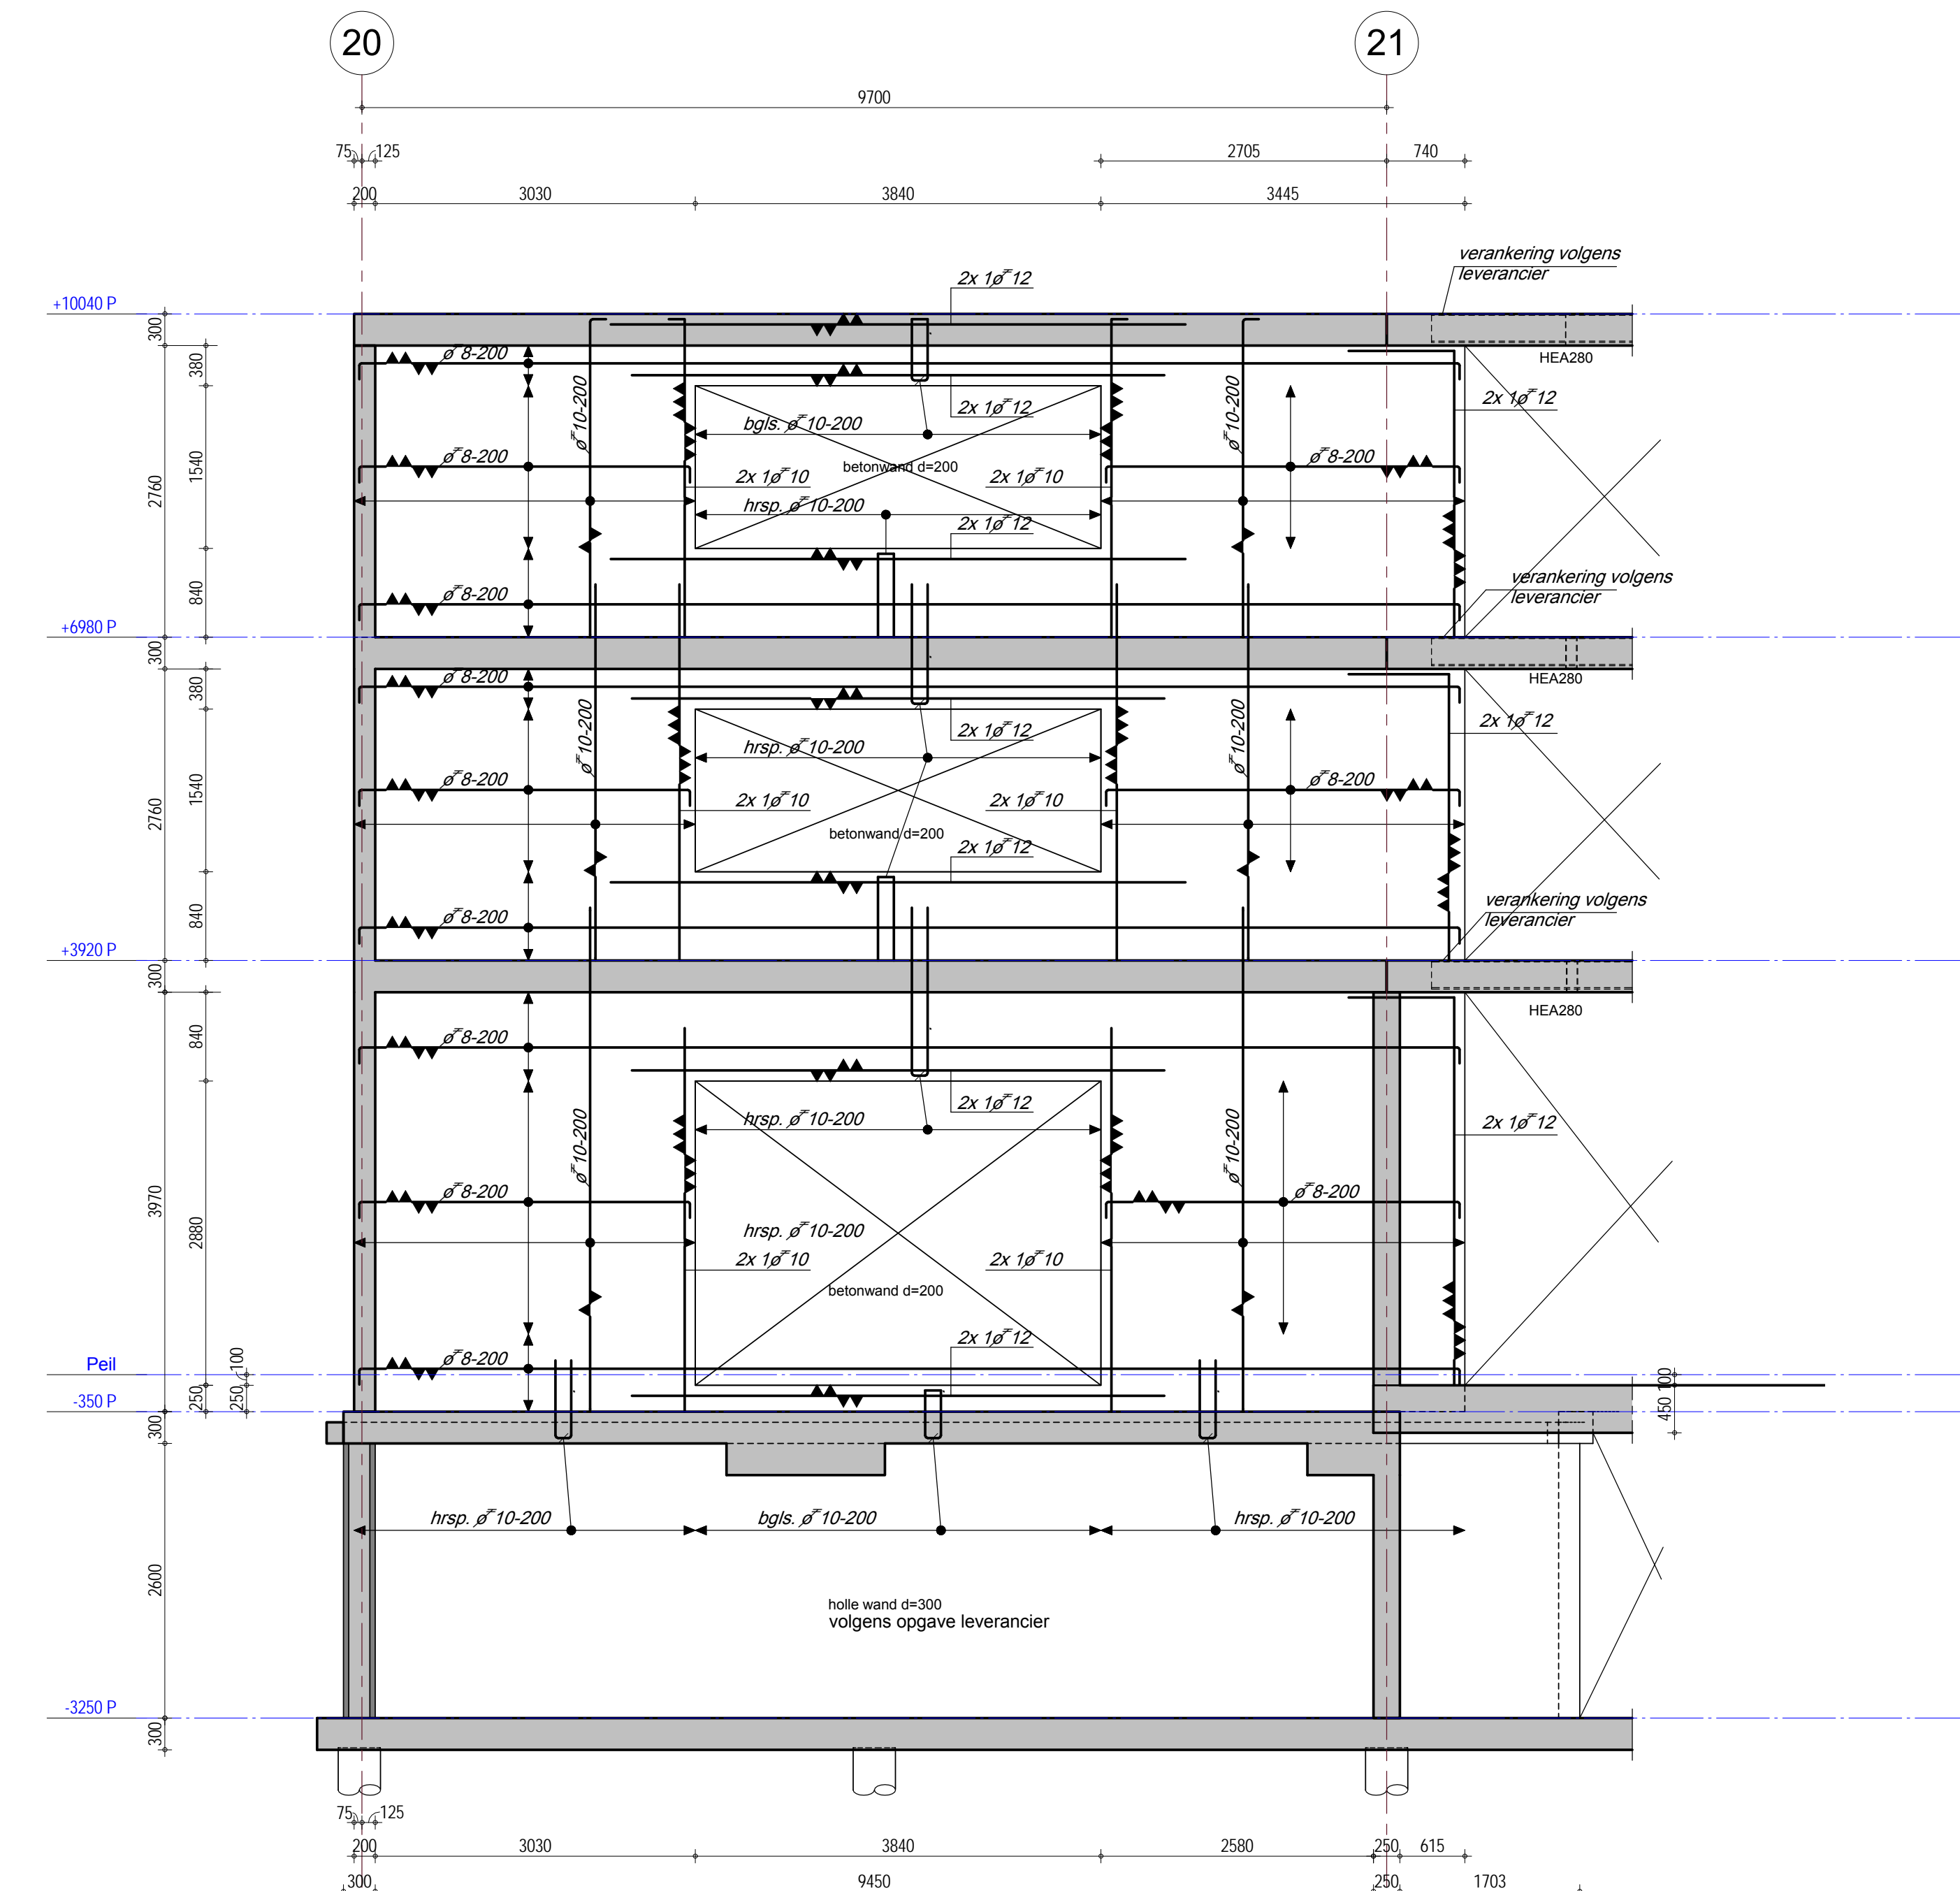 20
21
9700
75
125
2705
740
200
3030
3840
3445
verankering volgens
leverancier
2x 1ø 12
+10040 P
300
HEA280
380
ø 8-200
ø 10-200
ø 10-200
2x 1ø 12
2x 1ø 12
bgls. ø 10-200
1540
2760
ø 8-200
betonwand d=200
ø 8-200
2x 1ø 10
2x 1ø 10
hrsp. ø 10-200
2x 1ø 12
840
ø 8-200
verankering volgens
leverancier
+6980 P
300
HEA280
380
ø 8-200
ø 10-200
ø 10-200
2x 1ø 12
2x 1ø 12
hrsp. ø 10-200
1540
2760
ø 8-200
ø 8-200
2x 1ø 10
2x 1ø 10
betonwand d=200
2x 1ø 12
840
ø 8-200
verankering volgens
leverancier
+3920 P
300
HEA280
840
ø 8-200
2x 1ø 12
2x 1ø 12
hrsp. ø 10-200
ø 10-200
ø 10-200
3970
2880
ø 8-200
ø 8-200
hrsp. ø 10-200
2x 1ø 10
2x 1ø 10
betonwand d=200
2x 1ø 12
Peil
100
ø 8-200
100
-350 P
250
250
450
300
hrsp. ø 10-200
bgls. ø 10-200
hrsp. ø 10-200
2600
holle wand d=300
volgens opgave leverancier
-3250 P
300
75
125
200
3030
3840
2580
250
615
300
9450
250
1703